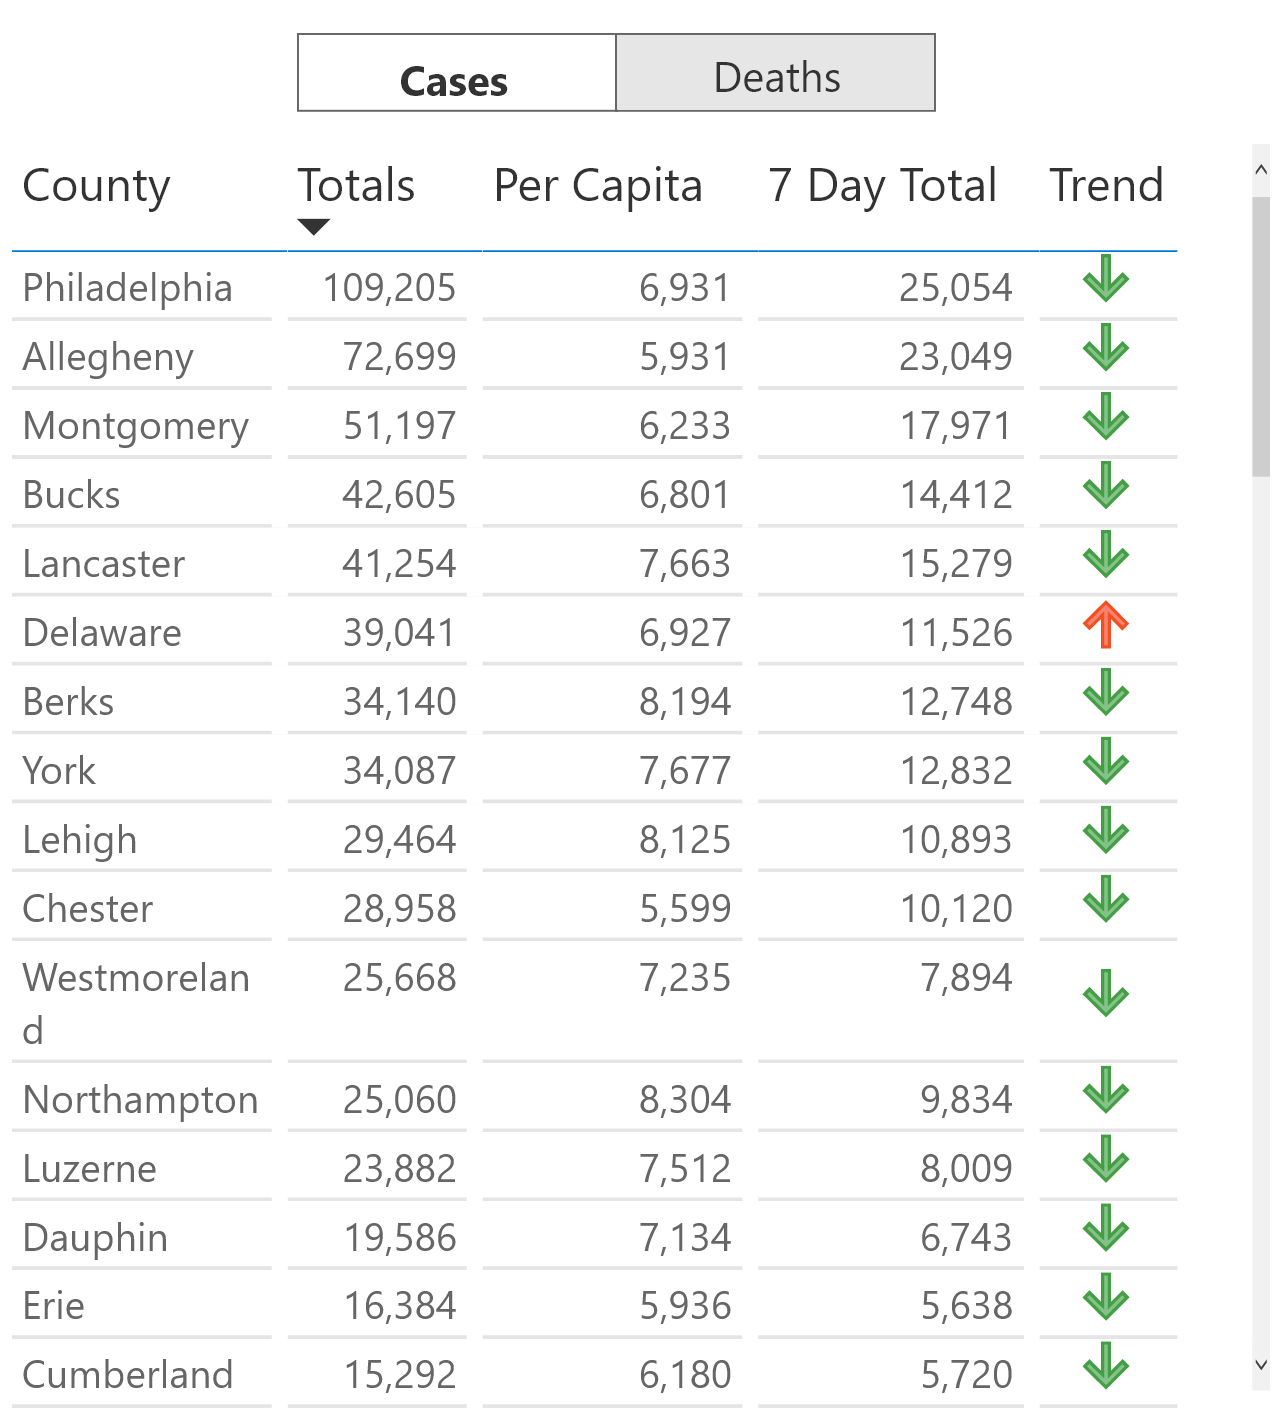 Cases Deaths
County Totals Per Capita 7 Day Total Trend
Philadelphia 109,205 6,931 25,054
Allegheny 72,699 5,931 23,049
Montgomery 51,197 6,233 17,971
Bucks 42,605 6,801 14,412
Lancaster 41,254 7,663 15,279
Delaware 39,041 6,927 11,526
Berks 34,140 8,194 12,748
York 34,087 7,677 12,832
Lehigh 29,464 8,125 10,893
Chester 28,958 5,599 10,120
Westmorelan 25,668 7,235 7,894
d
Northampton 25,060 8,304 9,834
Luzerne 23,882 7,512 8,009
Dauphin 19,586 7,134 6,743
Erie 16,384 5,936 5,638
Cumberland 15,292 6,180 5,720